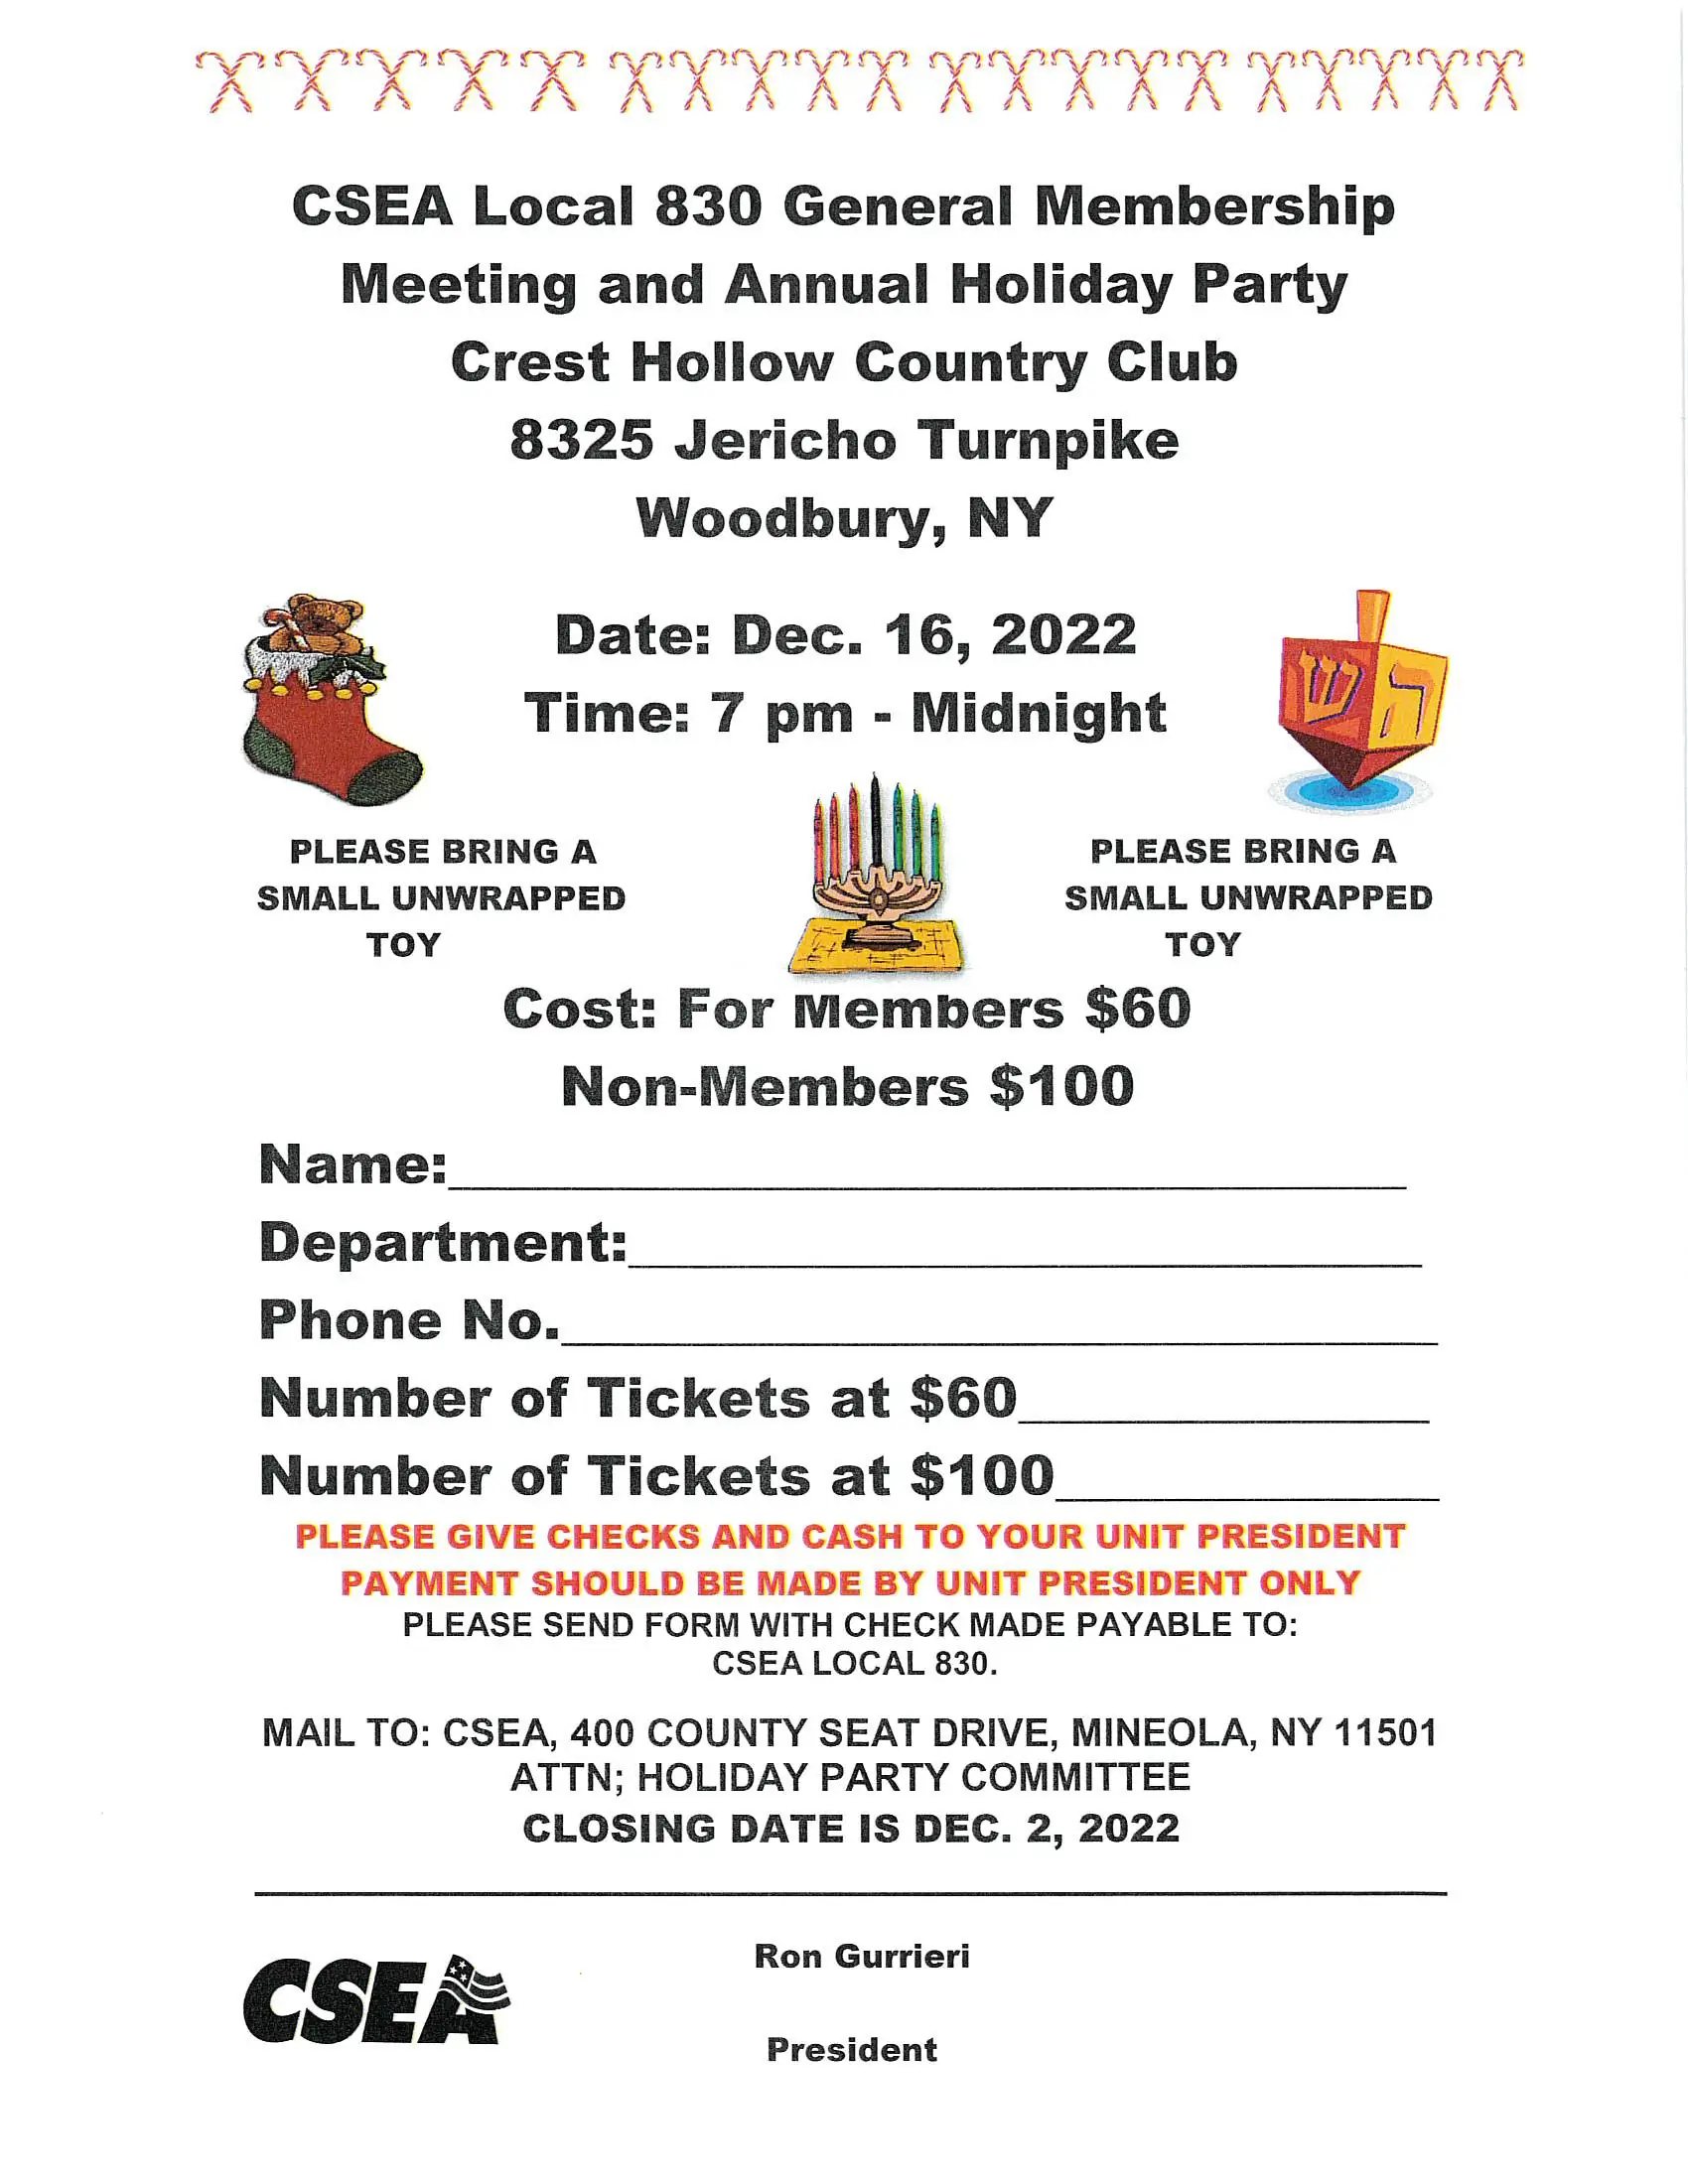 CSEA Local 830 General Membership
Meeting and Annual Holiday Party
Crest Hollow Country Club
8325 Jericho Turnpike
Woodbury, NY
Date: Dec. 16, 2022
Time: 7 pm - Midnight
ש ה
PLEASE BRING A
SMALL UNWRAPPED
TOY
PLEASE BRING A
SMALL UNWRAPPED
TOY
Cost: For Members $60
Non-Members $100
Name:
Department:
Phone No.
Number of Tickets at $60
Number of Tickets at $100
PLEASE GIVE CHECKS AND CASH TO YOUR UNIT PRESIDENT
PAYMENT SHOULD BE MADE BY UNIT PRESIDENT ONLY
PLEASE SEND FORM WITH CHECK MADE PAYABLE TO:
CSEA LOCAL 830.
MAIL TO: CSEA, 400 COUNTY SEAT DRIVE, MINEOLA, NY 11501
ATTN; HOLIDAY PARTY COMMITTEE
CLOSING DATE IS DEC. 2, 2022
CSEA
Ron Gurrieri
President